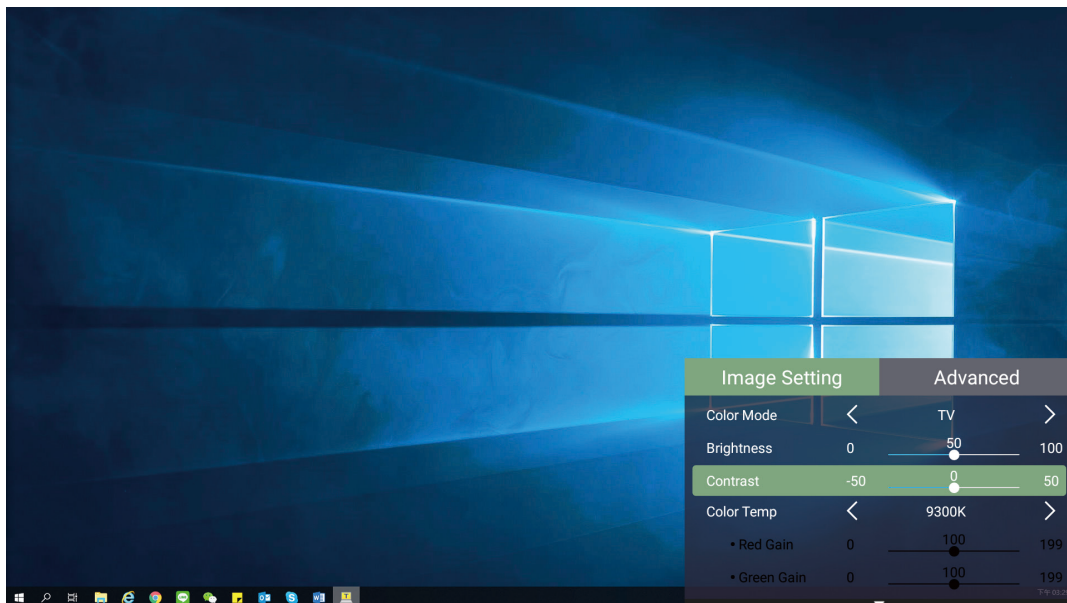 Image Setting Advanced
Color Mode TV
Brightness 0 50 100
Contrast -50 0 50
Color Temp 9300K
• Red Gain 0 100 199
• Green Gain 0 100 199